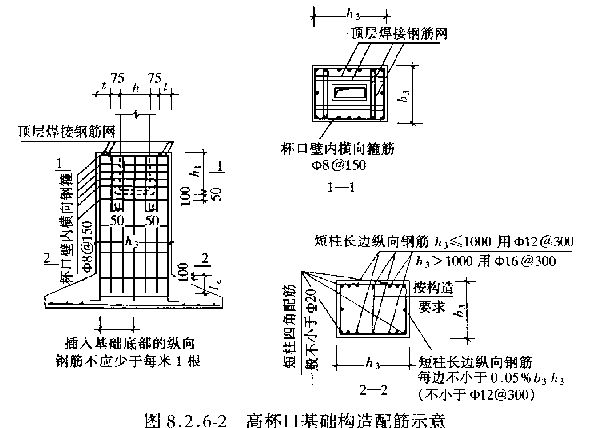 h3
顶层焊接钢筋网
h3
杯口壁内横向箍筋
Φ8@150
1—1
75 75
t h t
顶层焊接钢筋网
1 1
h1
杯口壁内横向钢箍
Φ8@150
100
50
50 50
h3
2 2
100
插入基础底部的纵向
钢筋不应少于每米1根
短柱长边纵向钢筋 h3≤1000 用Φ12@300
h3>1000 用Φ16@300
短柱四角配筋
一般不小于Φ20
按构造
要求
h3
h3
2—2
短柱长边纵向钢筋
每边不小于0.05%b3 h3
(不小于Φ12@300)
图 8.2.6-2 高杯口基础构造配筋示意